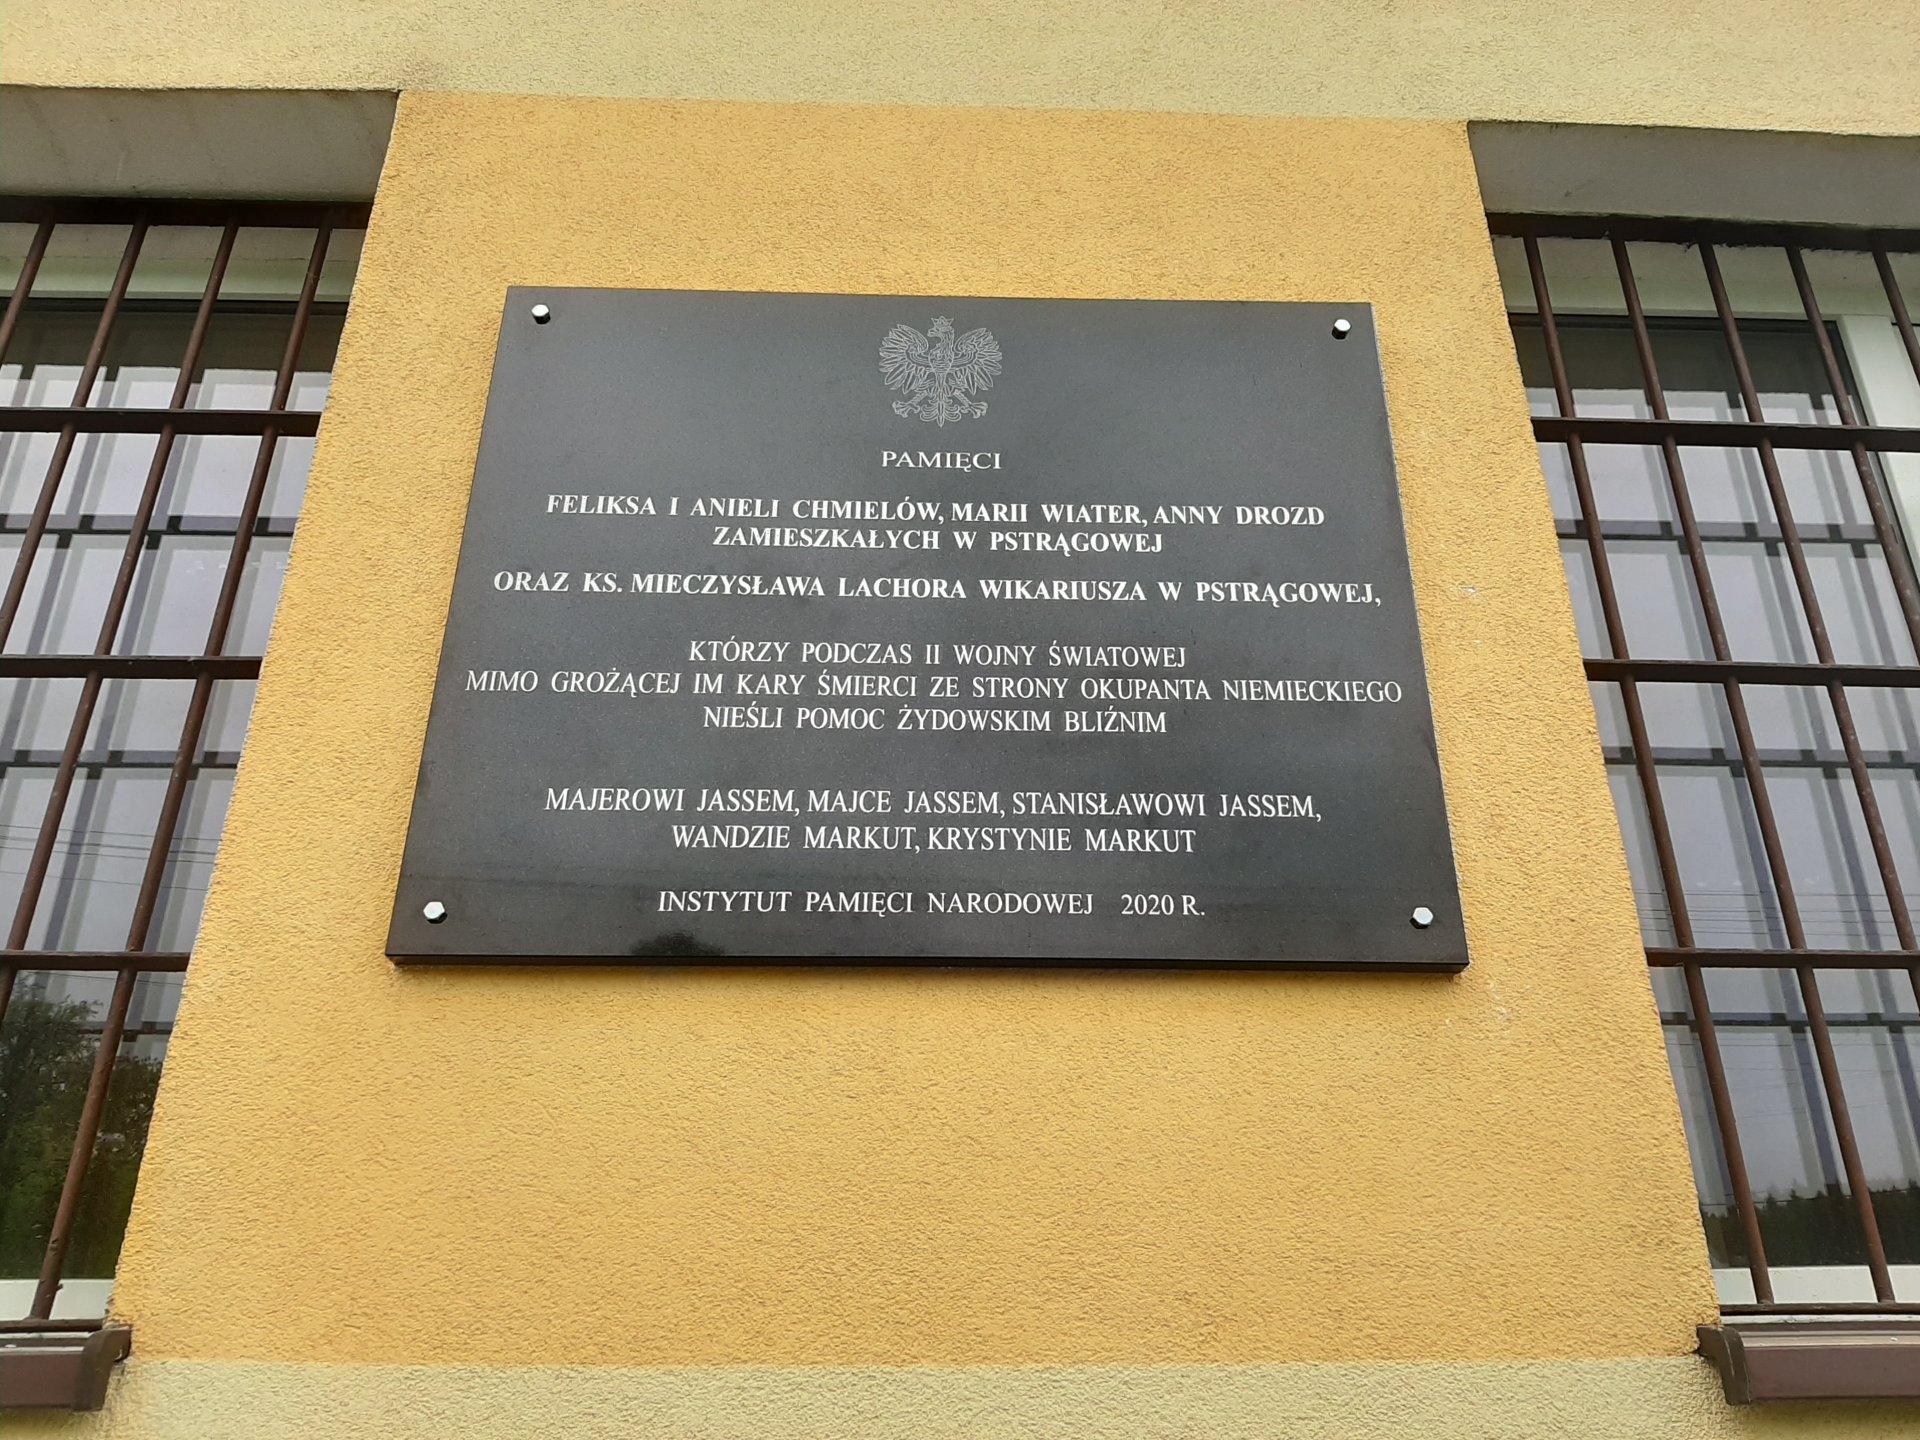 PAMIĘCI
FELIKSA I ANIELI CHMIELÓW, MARII WIATER, ANNY DROZD
ZAMIESZKAŁYCH W PSTRĄGOWEJ
ORAZ KS. MIECZYSŁAWA LACHORA WIKARIUSZA W PSTRĄGOWEJ,
KTÓRZY PODCZAS II WOJNY ŚWIATOWEJ
MIMO GROŻĄCEJ IM KARY ŚMIERCI ZE STRONY OKUPANTA NIEMIECKIEGO
NIEŚLI POMOC ŻYDOWSKIM BLIŹNIM
MAJEROWI JASSEM, MAJCE JASSEM, STANISŁAWOWI JASSEM,
WANDZIE MARKUT, KRYSTYNIE MARKUT
INSTYTUT PAMIĘCI NARODOWEJ 2020 R.